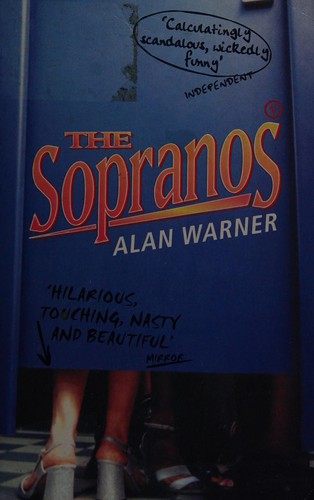 'Calculatingly
scandalous, wickedly
funny'
INDEPENDENT
THE
Sopranos
ALAN WARNER
'HILARIOUS,
TOUCHING, NASTY
AND BEAUTIFUL'
MIRROR